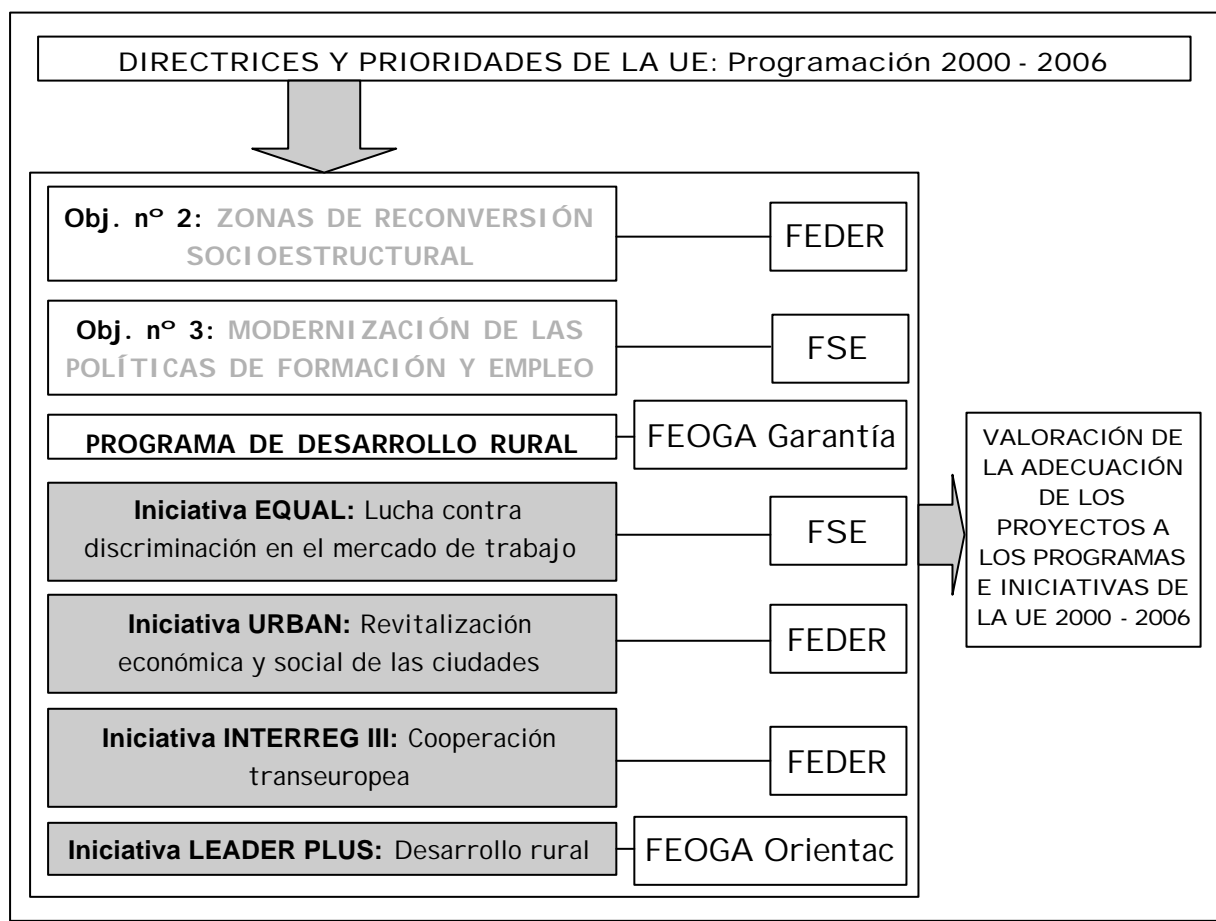 DIRECTRICES Y PRIORIDADES DE LA UE: Programación 2000 - 2006
Obj. nº 2: ZONAS DE RECONVERSIÓN
SOCIOESTRUCTURAL
FEDER
Obj. nº 3: MODERNIZACIÓN DE LAS
POLÍTICAS DE FORMACIÓN Y EMPLEO
FSE
PROGRAMA DE DESARROLLO RURAL
FEOGA Garantía
Iniciativa EQUAL: Lucha contra
discriminación en el mercado de trabajo
FSE
Iniciativa URBAN: Revitalización
económica y social de las ciudades
FEDER
Iniciativa INTERREG III: Cooperación
transeuropea
FEDER
Iniciativa LEADER PLUS: Desarrollo rural
FEOGA Orientac
VALORACIÓN DE
LA ADECUACIÓN
DE LOS
PROYECTOS A
LOS PROGRAMAS
E INICIATIVAS DE
LA UE 2000 - 2006